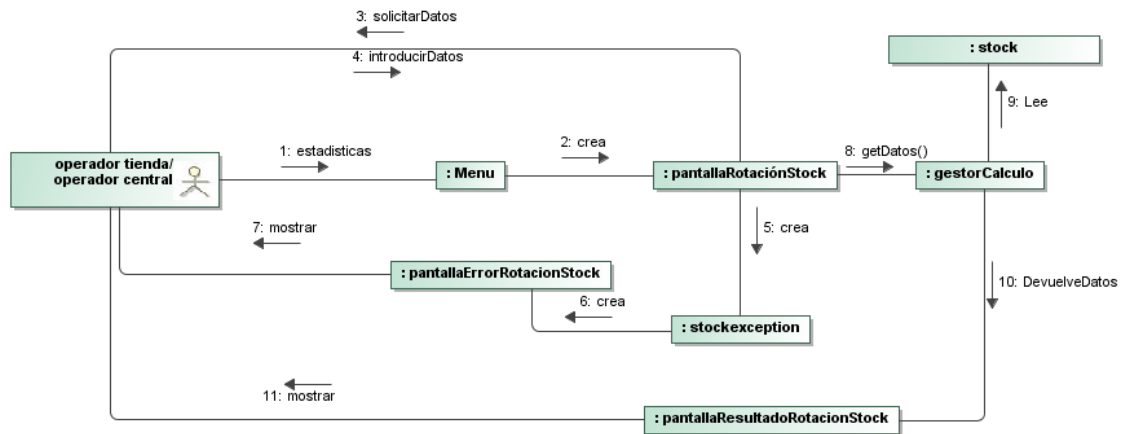 3: solicitarDatos
4: introducirDatos
: stock
9: Lee
operador tienda/
operador central
1: estadisticas
2: crea
8: getDatos()
: Menu
: pantallaRotaciónStock
: gestorCalculo
7: mostrar
5: crea
: pantallaErrorRotacionStock
10: DevuelveDatos
6: crea
: stockexception
11: mostrar
: pantallaResultadoRotacionStock